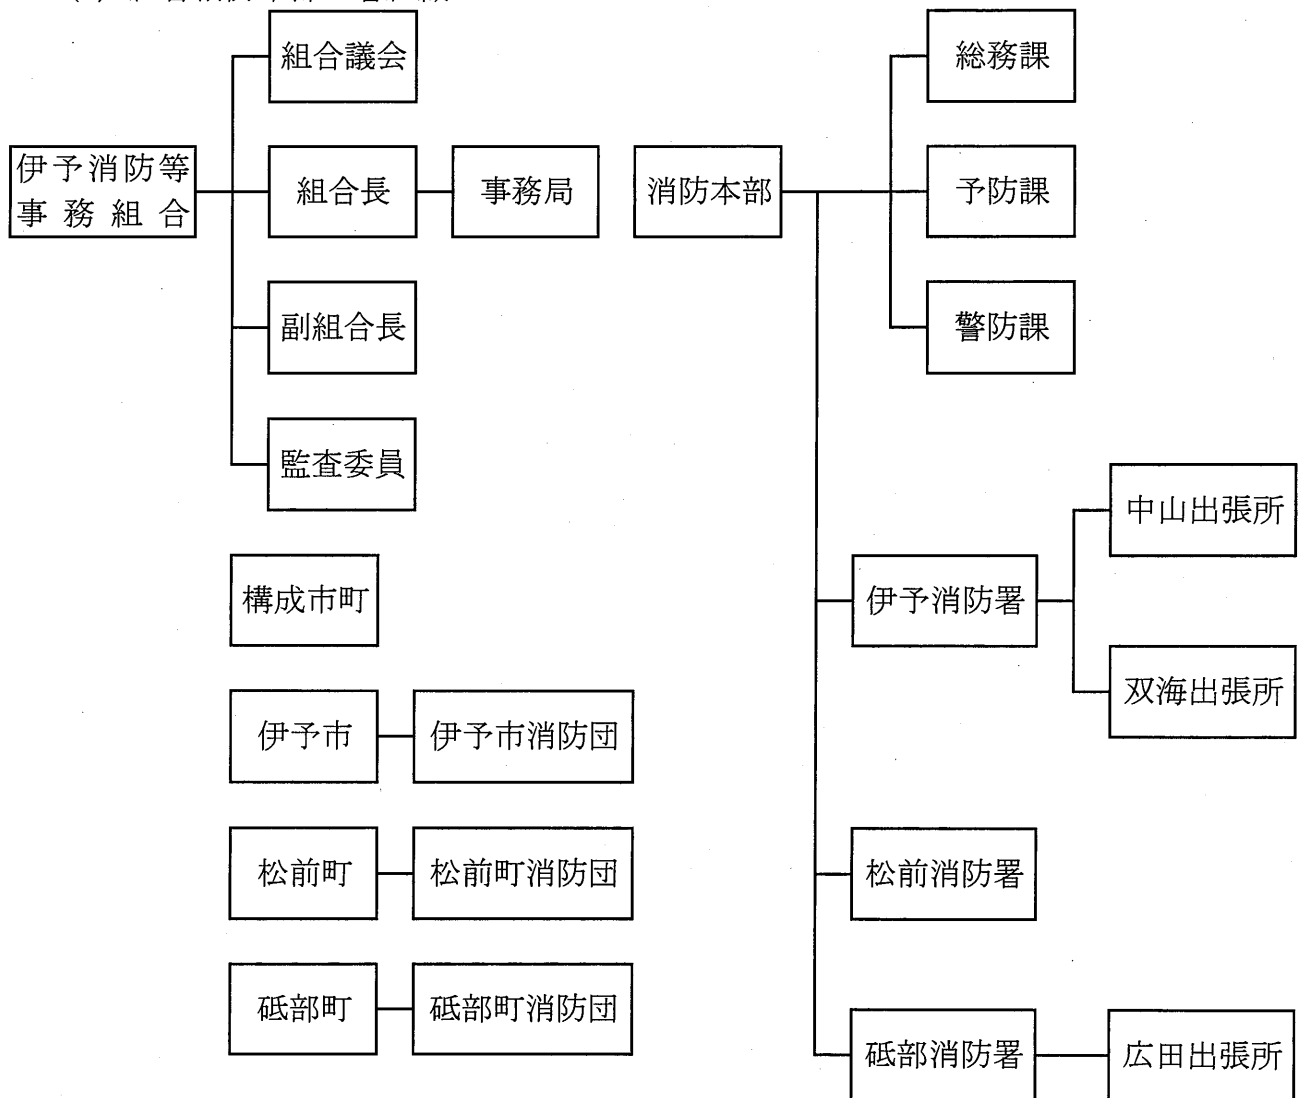 組合議会
伊予消防等
事務組合
組合長
事務局
副組合長
監査委員
構成市町
伊予市
伊予市消防団
松前町
松前町消防団
砥部町
砥部町消防団
消防本部
総務課
予防課
警防課
伊予消防署
中山出張所
双海出張所
松前消防署
砥部消防署
広田出張所